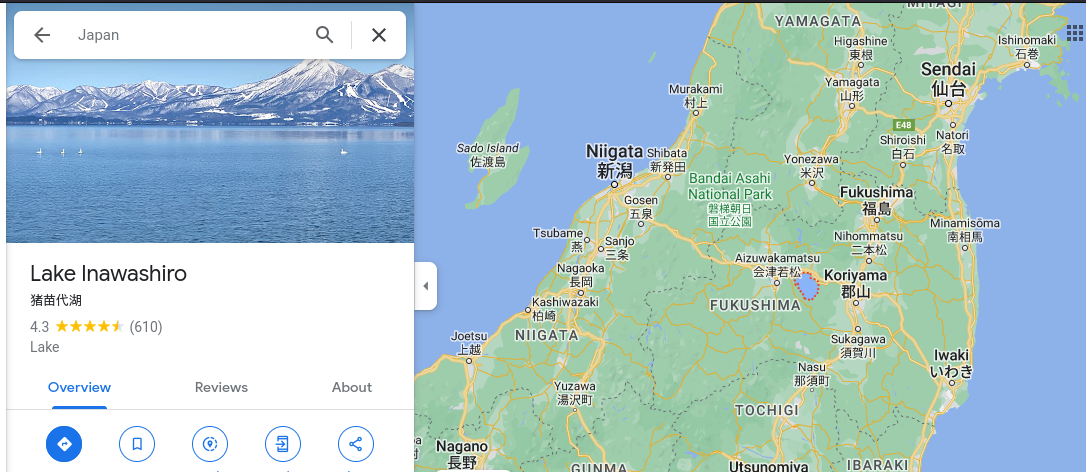 Japan
Lake Inawashiro
猪苗代湖
4.3 (610)
Lake
Overview Reviews About
YAMAGATA
Higashine
東根
Ishinomaki
石巻
Sendai
仙台
Murakami
村上
Yamagata
山形
E48
Natori
名取
Shiroishi
白石
Sado Island
佐渡島
Niigata
新潟
Shibata
新発田
Yonezawa
米沢
Bandai Asahi
National Park
磐梯朝日
国立公園
Fukushima
福島
Gosen
五泉
Minamisōma
南相馬
Tsubame
燕
Sanjo
三条
Nihommatsu
二本松
Aizuwakamatsu
会津若松
Nagaoka
長岡
Koriyama
郡山
Kashiwazaki
柏崎
FUKUSHIMA
NIIGATA
Joetsu
上越
Sukagawa
須賀川
Iwaki
いわき
Nasu
那須町
Yuzawa
湯沢町
TOCHIGI
Nagano
長野
GUNMA
Utsunomiya
IBARAKI